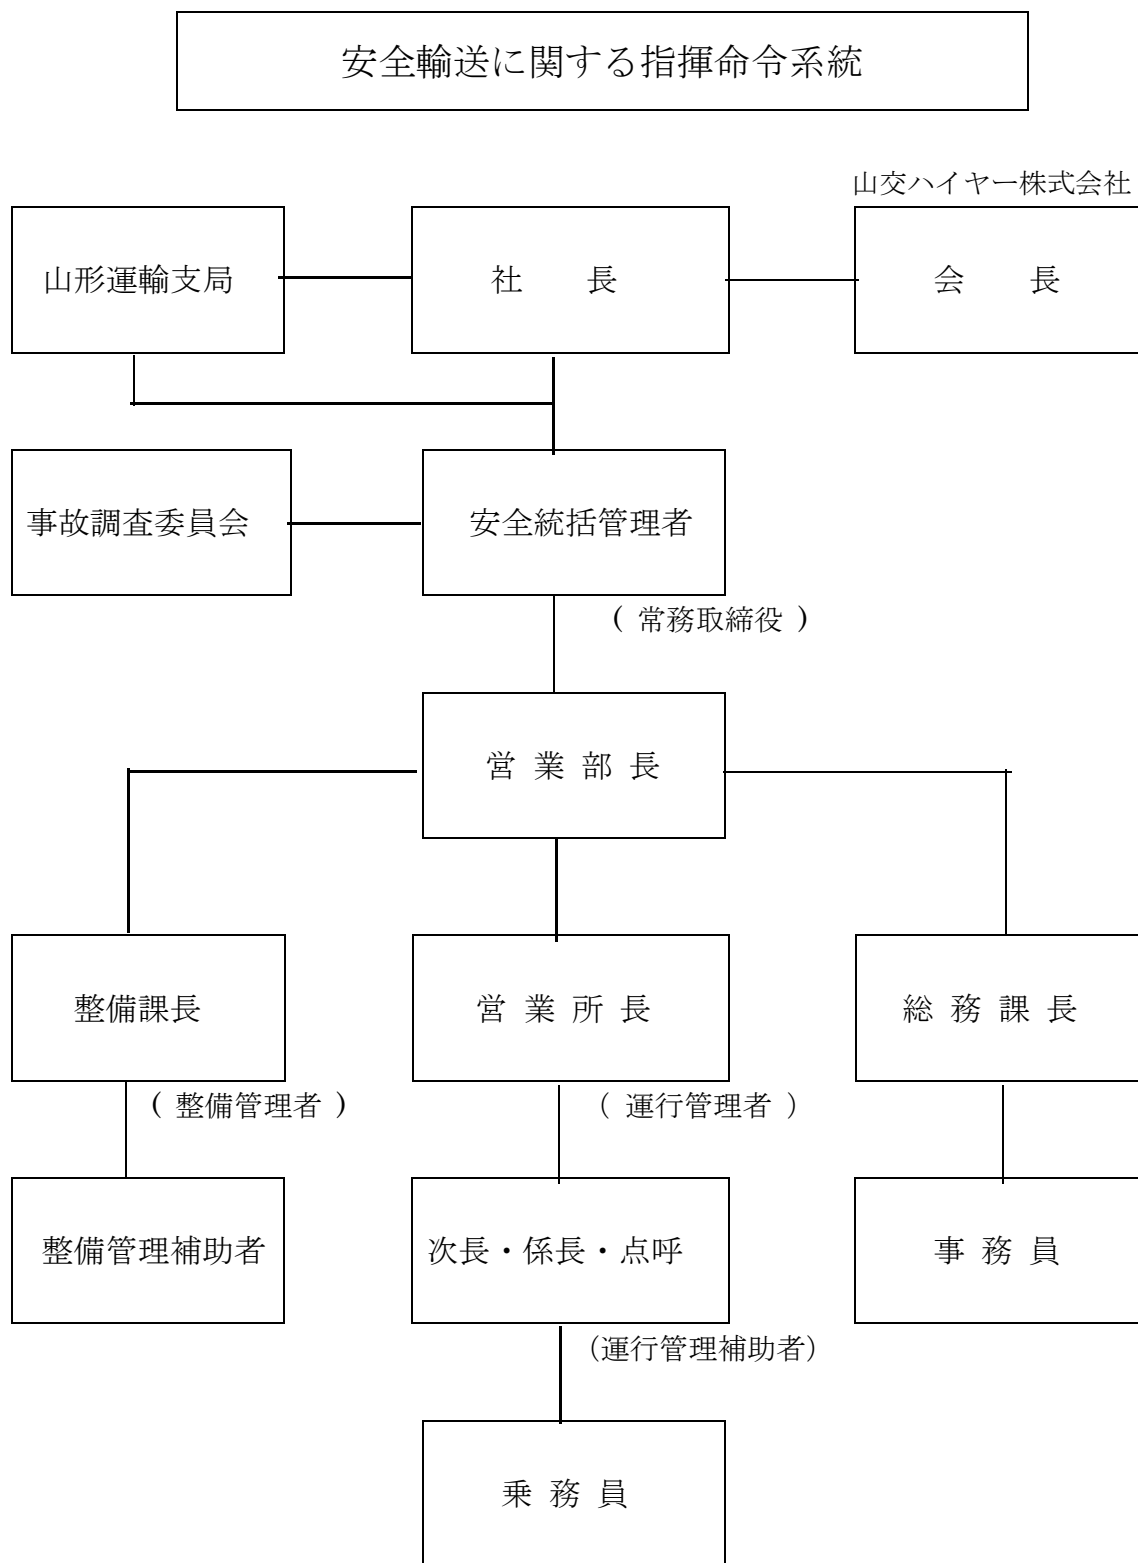 安全輸送に関する指揮命令系統
山交ハイヤー株式会社
山形運輸支局
社　長
会　長
事故調査委員会
安全統括管理者
( 常務取締役 )
営 業 部 長
整備課長
営 業 所 長
総 務 課 長
( 整備管理者 )
( 運行管理者 )
整備管理補助者
次長・係長・点呼
事 務 員
(運行管理補助者)
乗 務 員